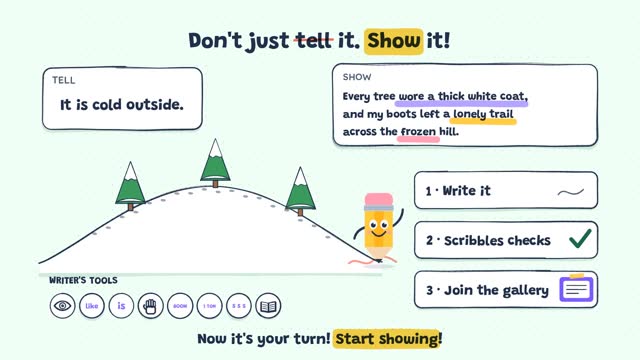 Don't just tell it. Show it!
TELL
It is cold outside.
SHOW
Every tree wore a thick white coat,
and my boots left a lonely trail
across the frozen hill.
1 · Write it
2 · Scribbles checks
3 · Join the gallery
WRITER'S TOOLS
like
is
BOOM
S S S
Now it's your turn! Start showing!